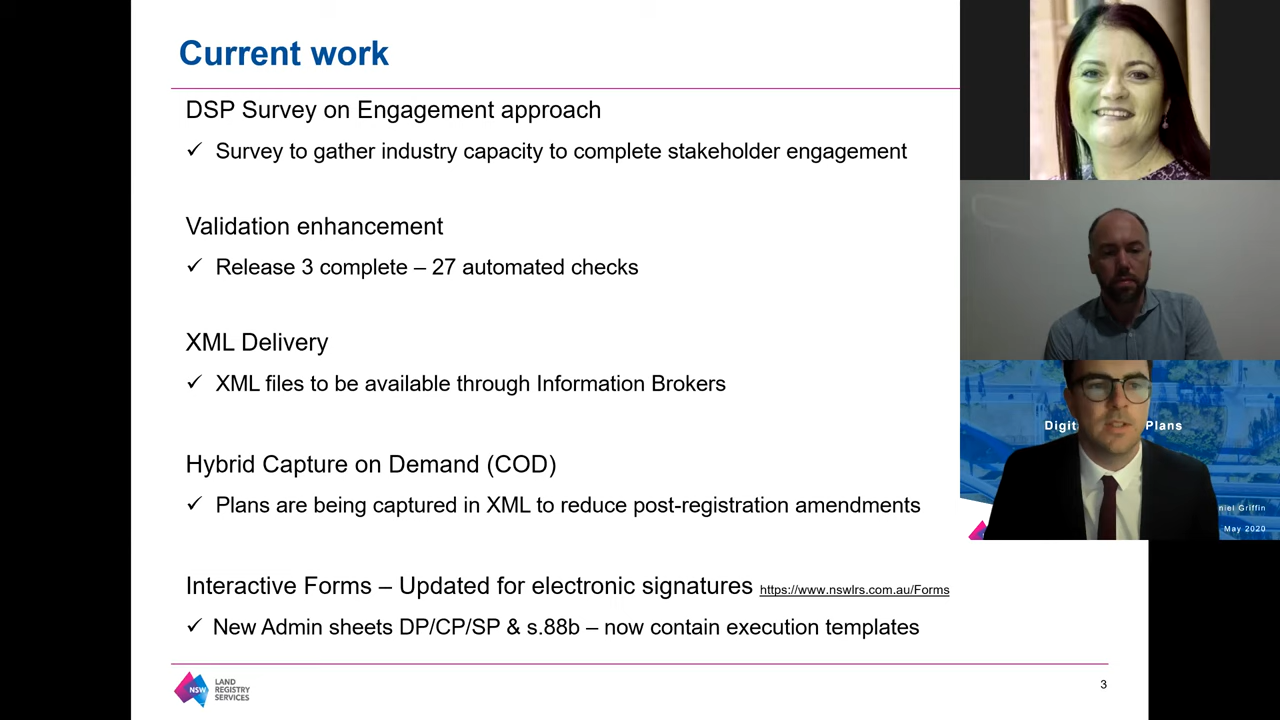 Current work
DSP Survey on Engagement approach
✓ Survey to gather industry capacity to complete stakeholder engagement
Validation enhancement
✓ Release 3 complete – 27 automated checks
XML Delivery
✓ XML files to be available through Information Brokers
Hybrid Capture on Demand (COD)
✓ Plans are being captured in XML to reduce post-registration amendments
Interactive Forms – Updated for electronic signatures https://www.nswlrs.com.au/Forms
✓ New Admin sheets DP/CP/SP & s.88b – now contain execution templates
NSW
LAND
REGISTRY
SERVICES
3
Digit Plans
niel Griffin
May 2020